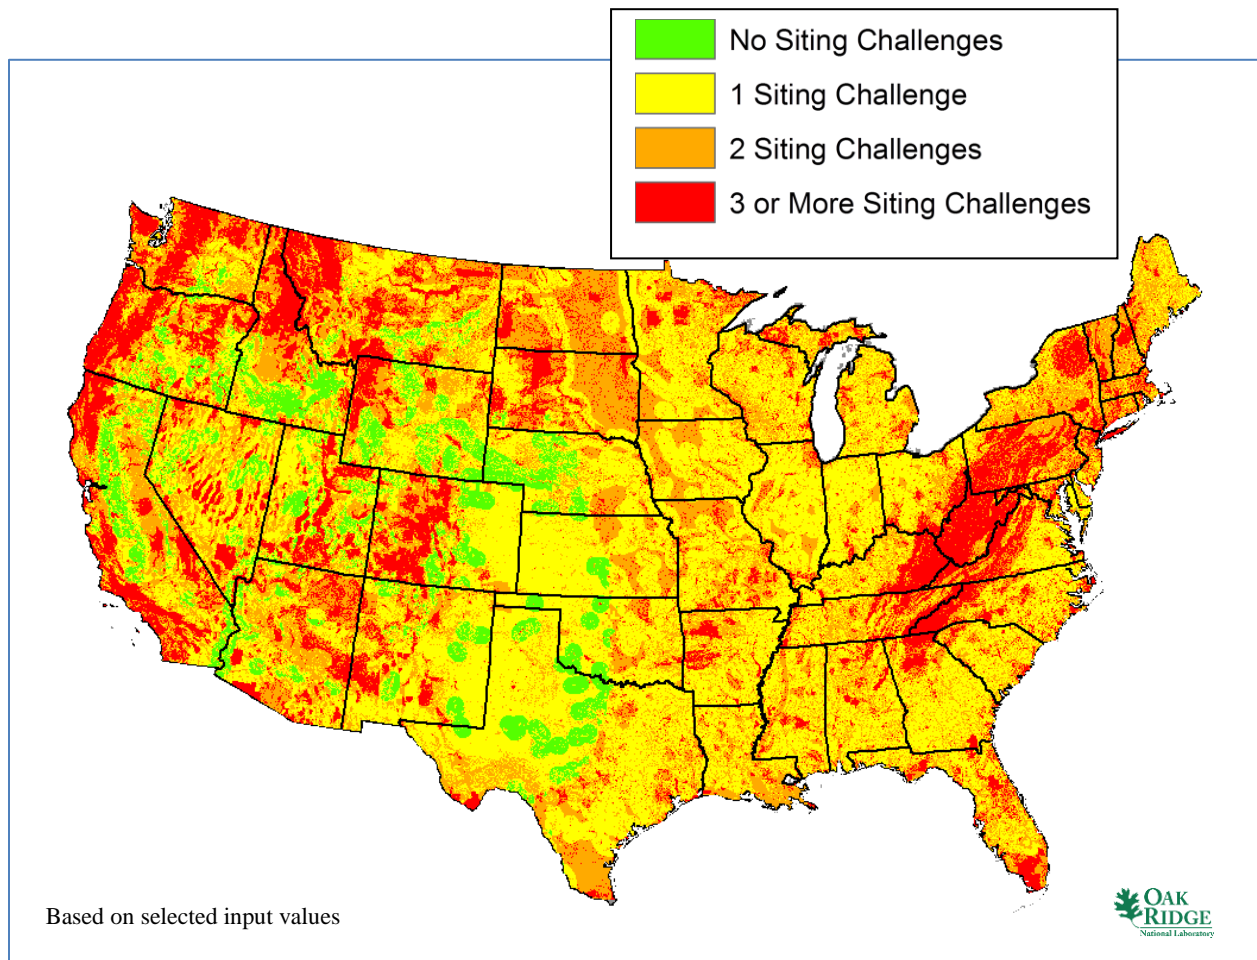 No Siting Challenges
1 Siting Challenge
2 Siting Challenges
3 or More Siting Challenges
Based on selected input values
OAK
RIDGE
National Laboratory